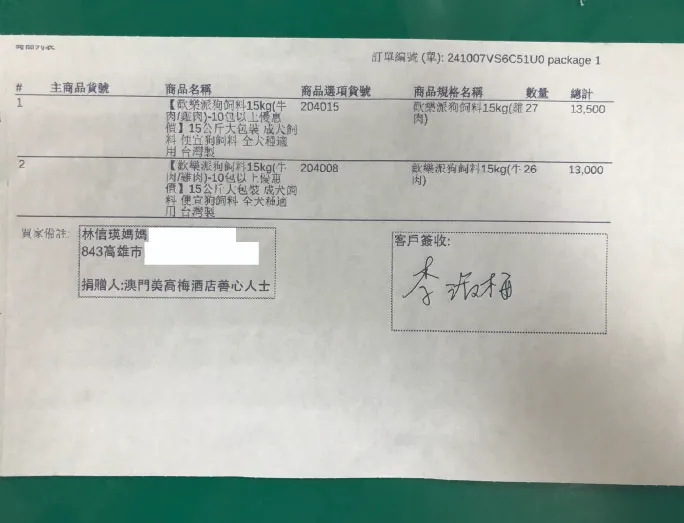 訂單編號 (單): 241007VS6C51U0 package 1
# 主商品貨號 商品名稱 商品選項貨號 商品規格名稱 數量 總計
1 【歡樂派狗飼料15kg(牛 204015 歡樂派狗飼料15kg(雞 27 13,500
肉/雞肉)-10包以上優惠 肉)
價】15公斤大包裝 成犬飼
料 便宜狗飼料 全犬種適
用 台灣製
2 【歡樂派狗飼料15kg(牛 204008 歡樂派狗飼料15kg(牛 26 13,000
肉/雞肉)-10包以上優惠 肉)
價】15公斤大包裝 成犬飼
料 便宜狗飼料 全犬種適
用 台灣製
買家備註:
林信瑛媽媽
843高雄市
捐贈人:澳門美高梅酒店善心人士
客戶簽收:
李淑梅